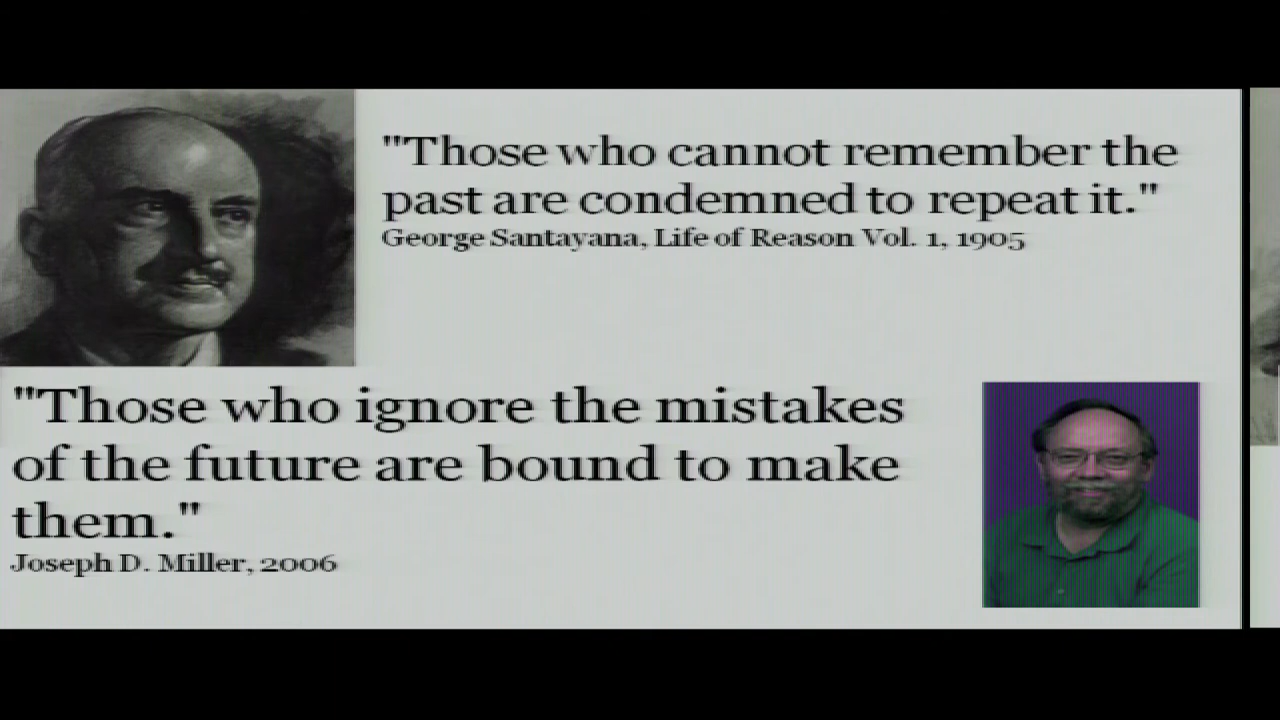 "Those who cannot remember the
past are condemned to repeat it."
George Santayana, Life of Reason Vol. 1, 1905
"Those who ignore the mistakes
of the future are bound to make
them."
Joseph D. Miller, 2006